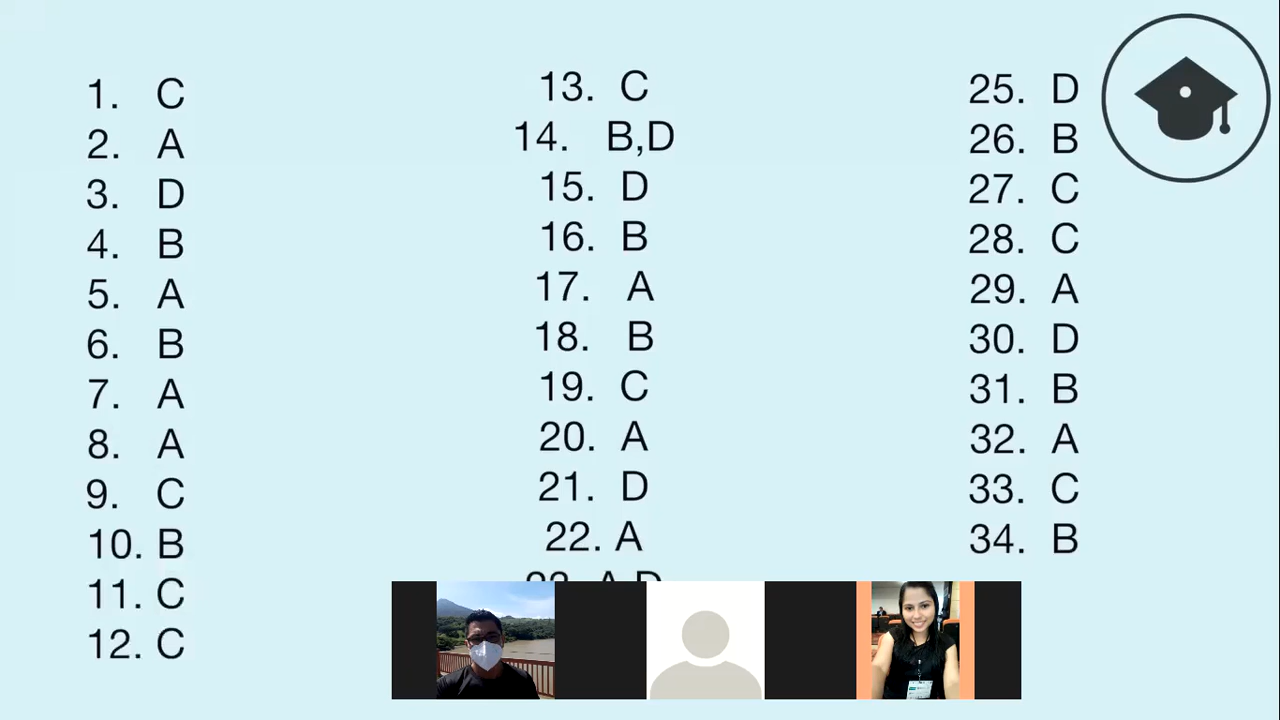 1. C
2. A
3. D
4. B
5. A
6. B
7. A
8. A
9. C
10. B
11. C
12. C
13. C
14. B,D
15. D
16. B
17. A
18. B
19. C
20. A
21. D
22. A
25. D
26. B
27. C
28. C
29. A
30. D
31. B
32. A
33. C
34. B